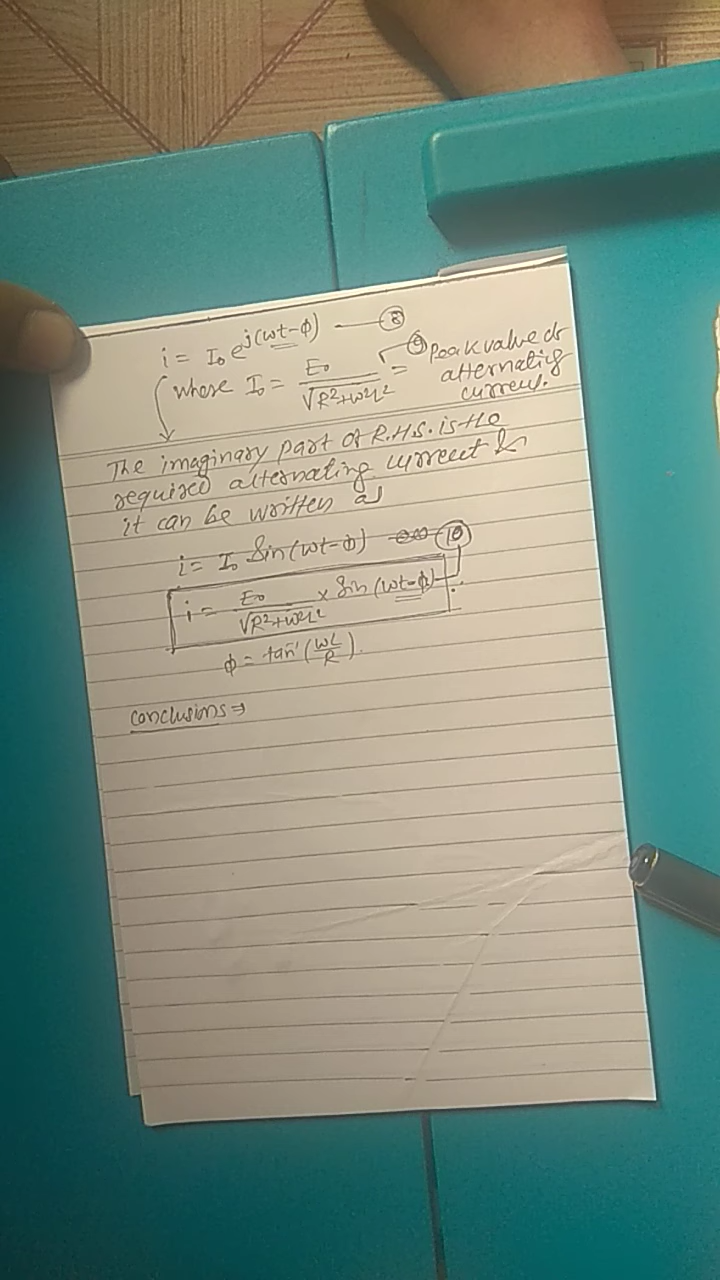 i = I₀ e^j(ωt-φ) — ⑧
where I₀ = E₀/√R²+ω²L² = ⑨ Peak value of alternating current.
The imaginary part of R.H.S. is the
required alternating current &
it can be written as
i = I₀ Sin(ωt-φ) — ⑩
i = E₀/√R²+ω²L² × Sin(ωt-φ)
φ = tan⁻¹(ωL/R).
Conclusions ⇒